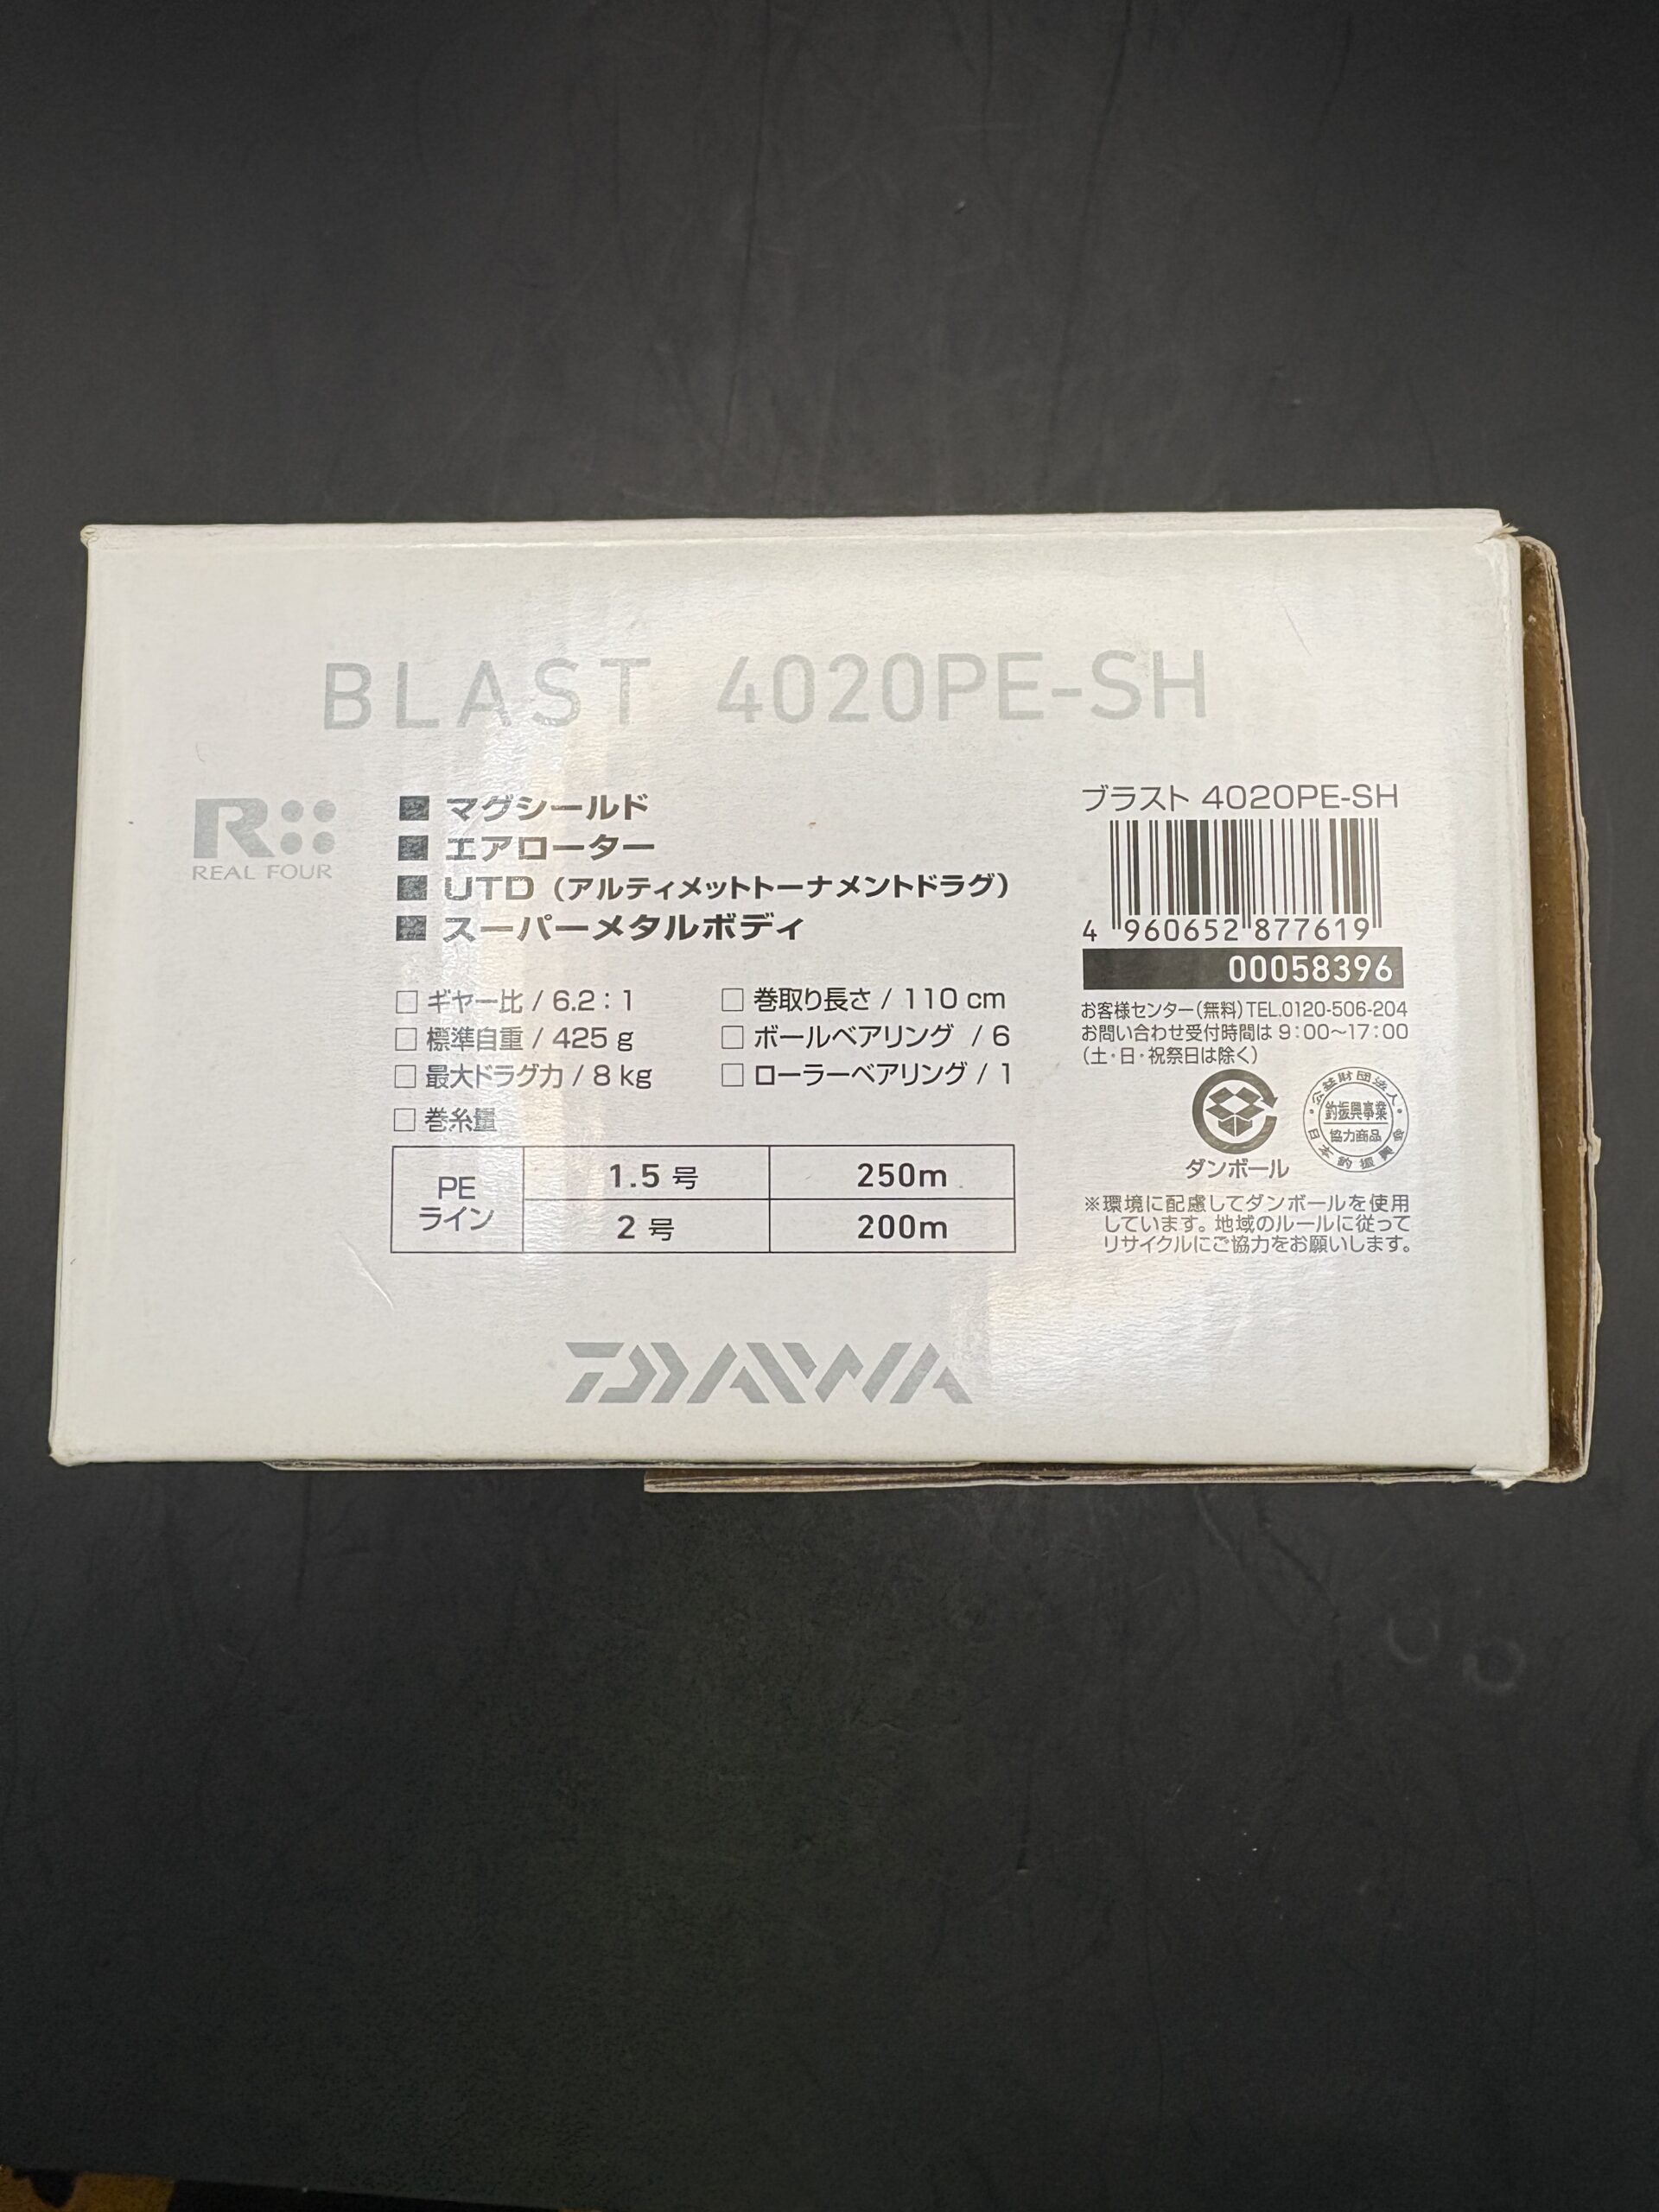 BLAST 4020PE-SH
R
REAL FOUR
■ マグシールド
■ エアローター
■ UTD（アルティメットトーナメントドラグ）
■ スーパーメタルボディ
□ ギヤー比 / 6.2：1
□ 巻取り長さ / 110 cm
□ 標準自重 / 425 g
□ ボールベアリング / 6
□ 最大ドラグ力 / 8 kg
□ ローラーベアリング / 1
□ 巻糸量
PE
ライン
1.5 号 250m
2 号 200m
ブラスト 4020PE-SH
4 960652 877619
00058396
お客様センター（無料）TEL.0120-506-204
お問い合わせ受付時間は 9：00〜17：00
（土・日・祝祭日は除く）
ダンボール
公益財団法人
釣振興事業
協力商品
日本釣振興会
※環境に配慮してダンボールを使用
しています。地域のルールに従って
リサイクルにご協力をお願いします。
DAIWA